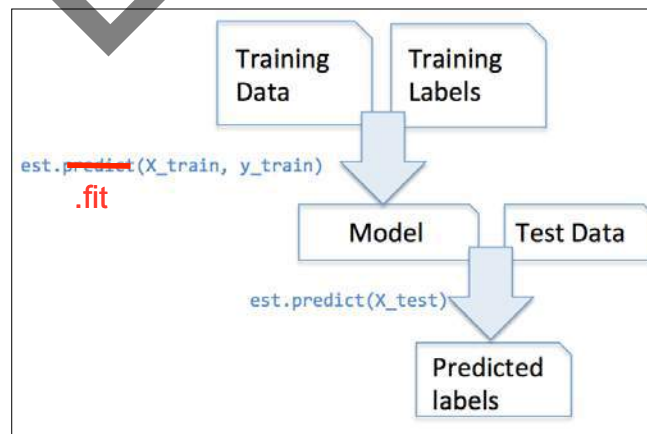 Training
Data
Training
Labels
est.predict(X_train, y_train)
.fit
Model
Test Data
est.predict(X_test)
Predicted
labels